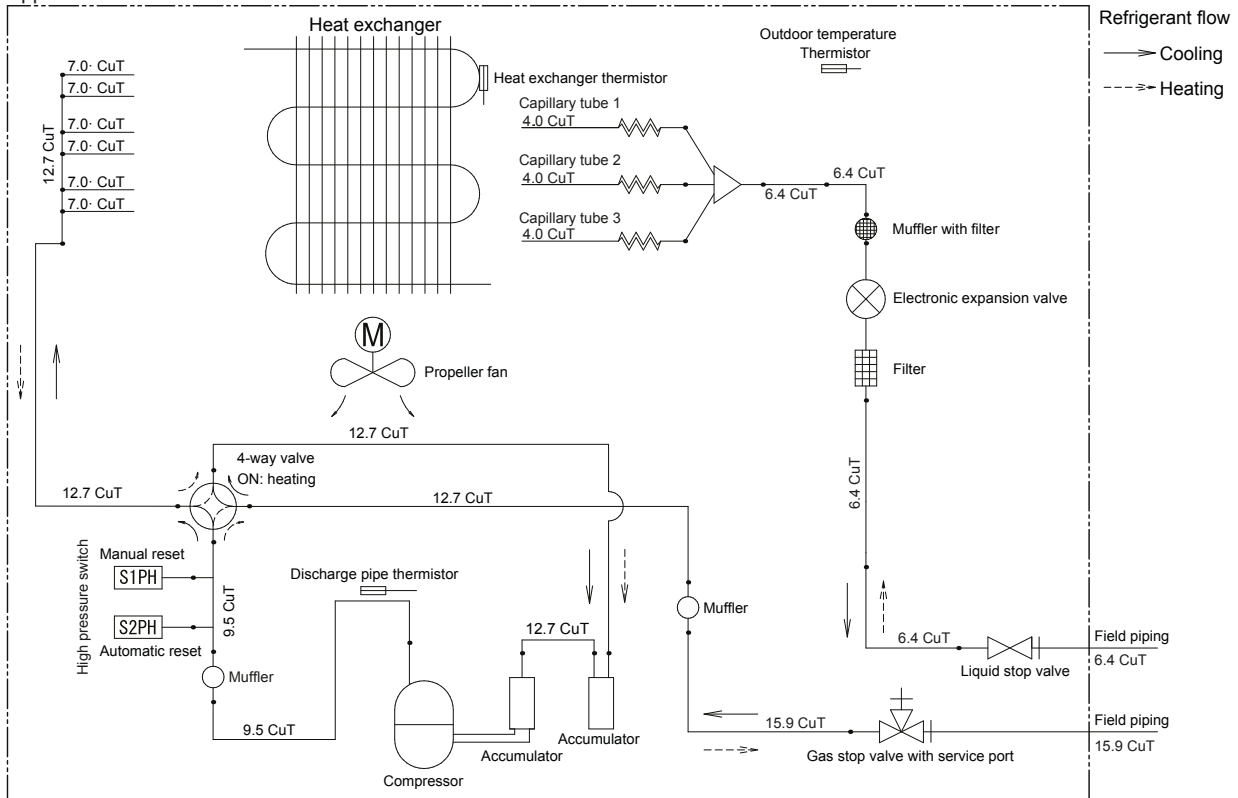 Heat exchanger
Outdoor temperature
Thermistor
Refrigerant flow
Cooling
Heating
7.0· CuT
7.0· CuT
7.0· CuT
7.0· CuT
7.0· CuT
7.0· CuT
12.7 CuT
Heat exchanger thermistor
Capillary tube 1
4.0 CuT
Capillary tube 2
4.0 CuT
Capillary tube 3
4.0 CuT
6.4 CuT
6.4 CuT
Muffler with filter
Electronic expansion valve
Filter
M
Propeller fan
12.7 CuT
4-way valve
ON: heating
12.7 CuT
12.7 CuT
6.4 CuT
High pressure switch
Manual reset
S1PH
S2PH
Automatic reset
9.5 CuT
Discharge pipe thermistor
Muffler
12.7 CuT
Muffler
6.4 CuT
Liquid stop valve
Field piping
6.4 CuT
9.5 CuT
Compressor
Accumulator
Accumulator
15.9 CuT
Gas stop valve with service port
Field piping
15.9 CuT